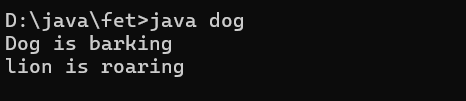 D:\java\fet>java dog
Dog is barking
lion is roaring